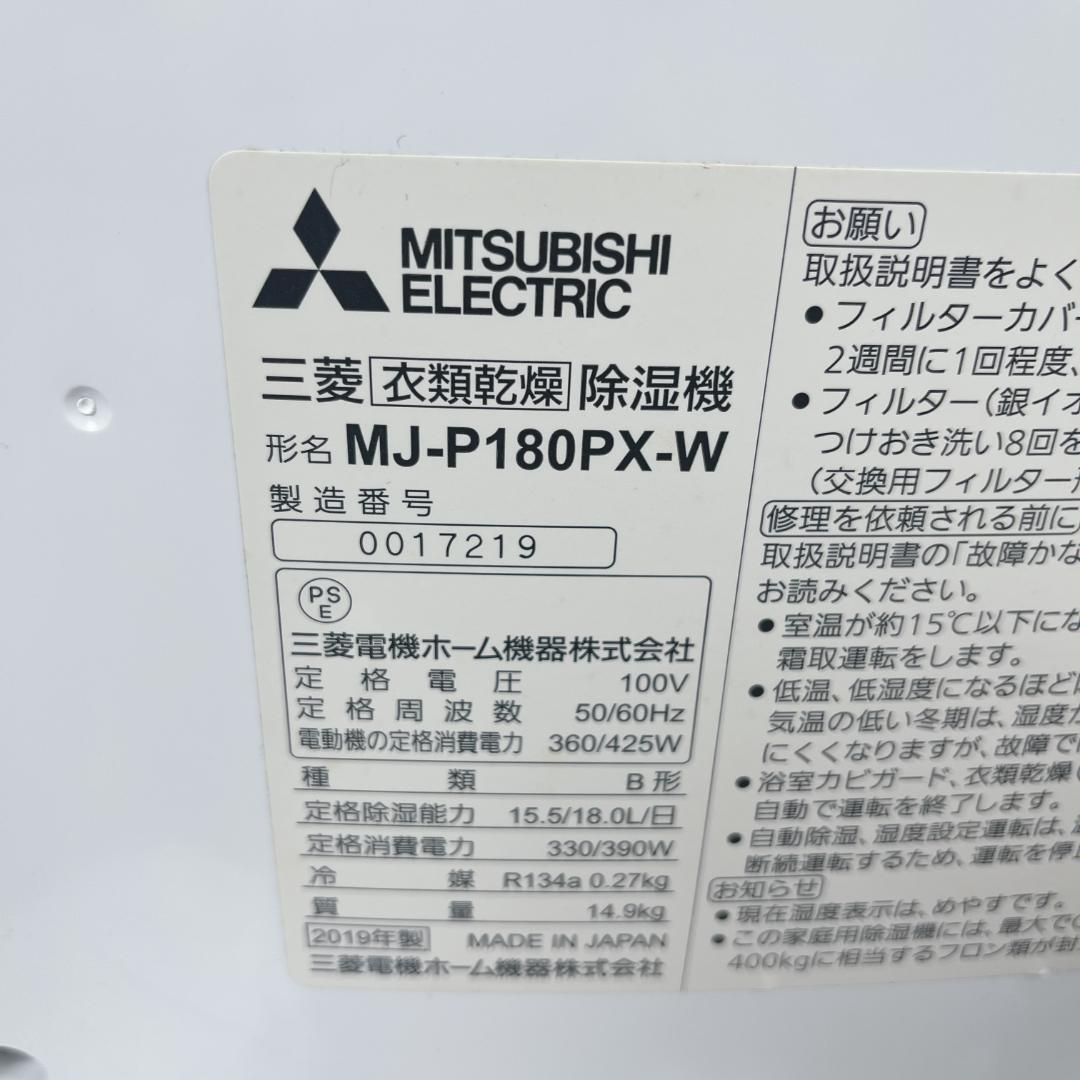 MITSUBISHI
ELECTRIC
三菱 衣類乾燥 除湿機
形名 MJ-P180PX-W
製造番号
0017219
PS
E
三菱電機ホーム機器株式会社
定格電圧 100V
定格周波数 50/60Hz
電動機の定格消費電力 360/425W
種類 B形
定格除湿能力 15.5/18.0L/日
定格消費電力 330/390W
冷媒 R134a 0.27kg
質量 14.9kg
2019年製 MADE IN JAPAN
三菱電機ホーム機器株式会社
お願い
取扱説明書をよく
●フィルターカバー
2週間に1回程度、
●フィルター(銀イオ
つけおき洗い8回を
(交換用フィルター形
修理を依頼される前に
取扱説明書の「故障かな
お読みください。
●室温が約15℃以下にな
霜取運転をします。
●低温、低湿度になるほど
気温の低い冬期は、湿度が
にくくなりますが、故障で
●浴室カビガード、衣類乾燥
自動で運転を終了します。
●自動除湿、湿度設定運転は、
断続運転するため、運転を停止
お知らせ
●現在湿度表示は、めやすです。
●この家庭用除湿機には、最大で
400kgに相当するフロン類が封